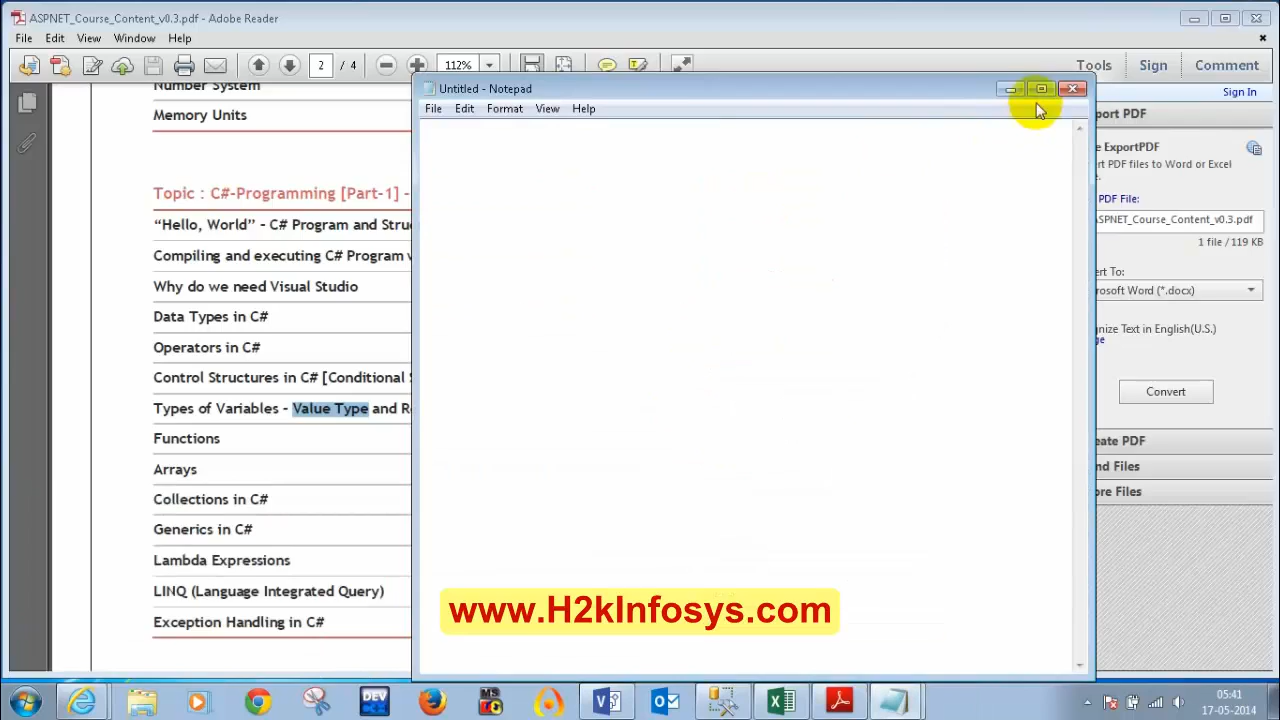 ASPNET_Course_Content_v0.3.pdf - Adobe Reader
File Edit View Window Help
2 / 4 112% Tools Sign Comment
Untitled - Notepad
File Edit Format View Help
Number System
Memory Units
Topic : C#-Programming [Part-1] -
“Hello, World” - C# Program and Stru
Compiling and executing C# Program
Why do we need Visual Studio
Data Types in C#
Operators in C#
Control Structures in C# [Conditional
Types of Variables - Value Type and R
Functions
Arrays
Collections in C#
Generics in C#
Lambda Expressions
LINQ (Language Integrated Query)
Exception Handling in C#
Sign In
port PDF
e ExportPDF
rt PDF files to Word or Excel
e.
PDF File:
ASPNET_Course_Content_v0.3.pdf
1 file / 119 KB
ert To:
rosoft Word (*.docx)
gnize Text in English(U.S.)
ge
Convert
eate PDF
nd Files
ore Files
www.H2kInfosys.com
DEV
MS
05:41
17-05-2014